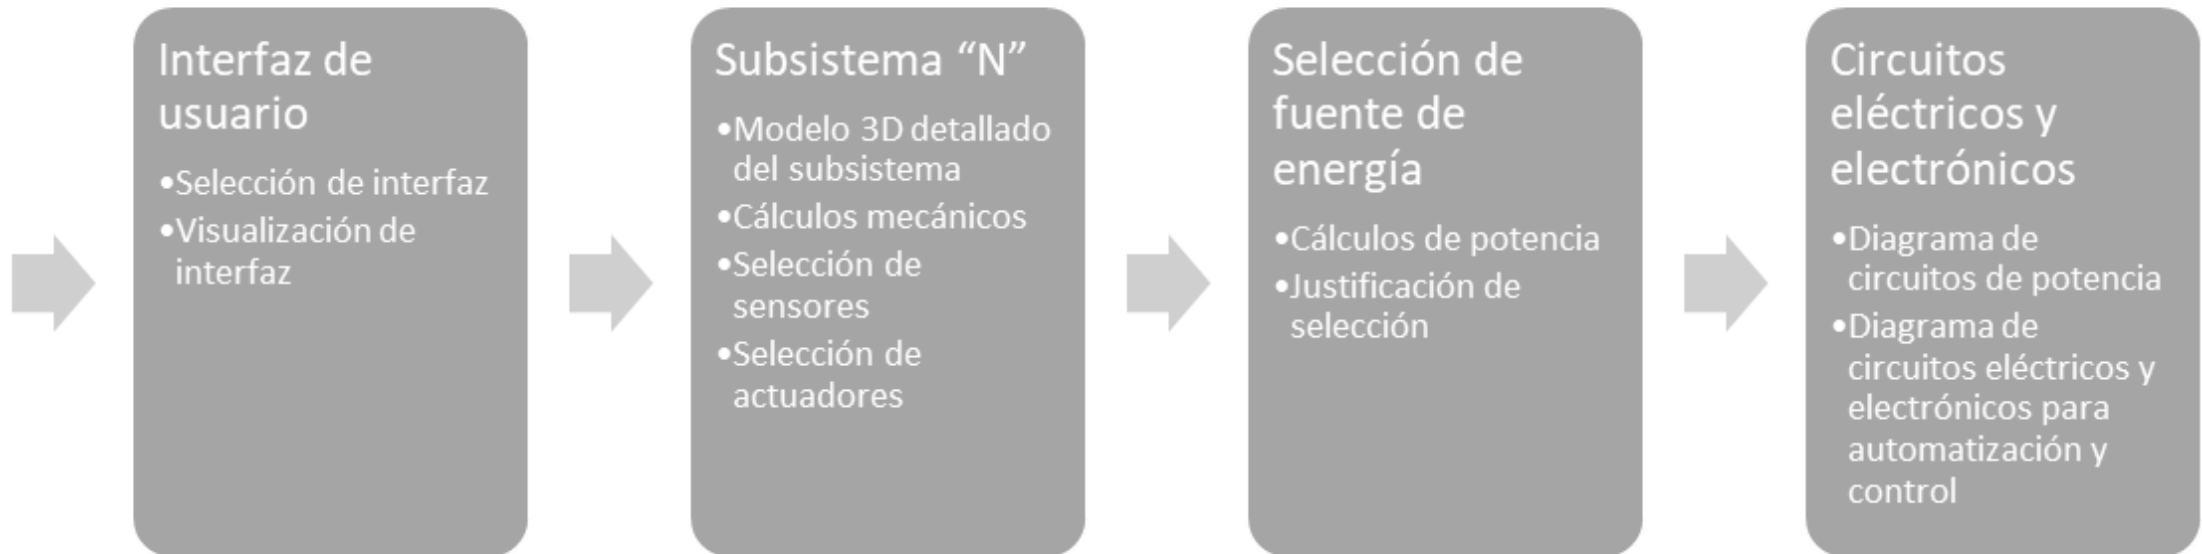 Interfaz de
usuario
•Selección de interfaz
•Visualización de
interfaz
Subsistema “N”
•Modelo 3D detallado
del subsistema
•Cálculos mecánicos
•Selección de
sensores
•Selección de
actuadores
Selección de
fuente de
energía
•Cálculos de potencia
•Justificación de
selección
Circuitos
eléctricos y
electrónicos
•Diagrama de
circuitos de potencia
•Diagrama de
circuitos eléctricos y
electrónicos para
automatización y
control